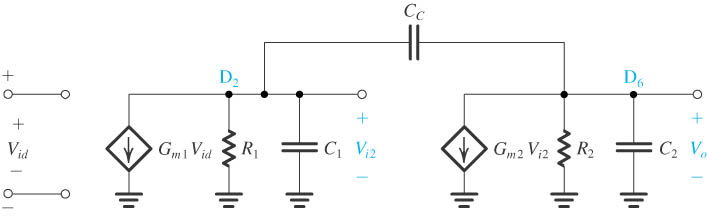 C_C
D_2 D_6
+ + +
+
V_id G_m1 V_id R_1 C_1 V_i2 G_m2 V_i2 R_2 C_2 V_o
− − −
−